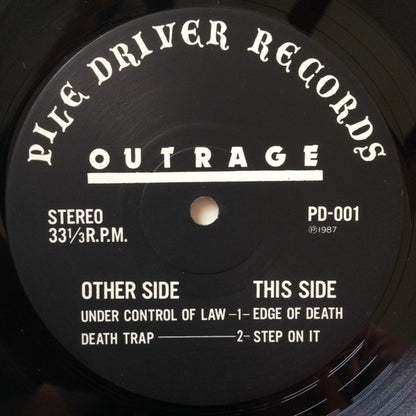 PILE DRIVER RECORDS
OUTRAGE
STEREO PD-001
33⅓R.P.M. ℗1987
OTHER SIDE THIS SIDE
UNDER CONTROL OF LAW -1- EDGE OF DEATH
DEATH TRAP 2- STEP ON IT